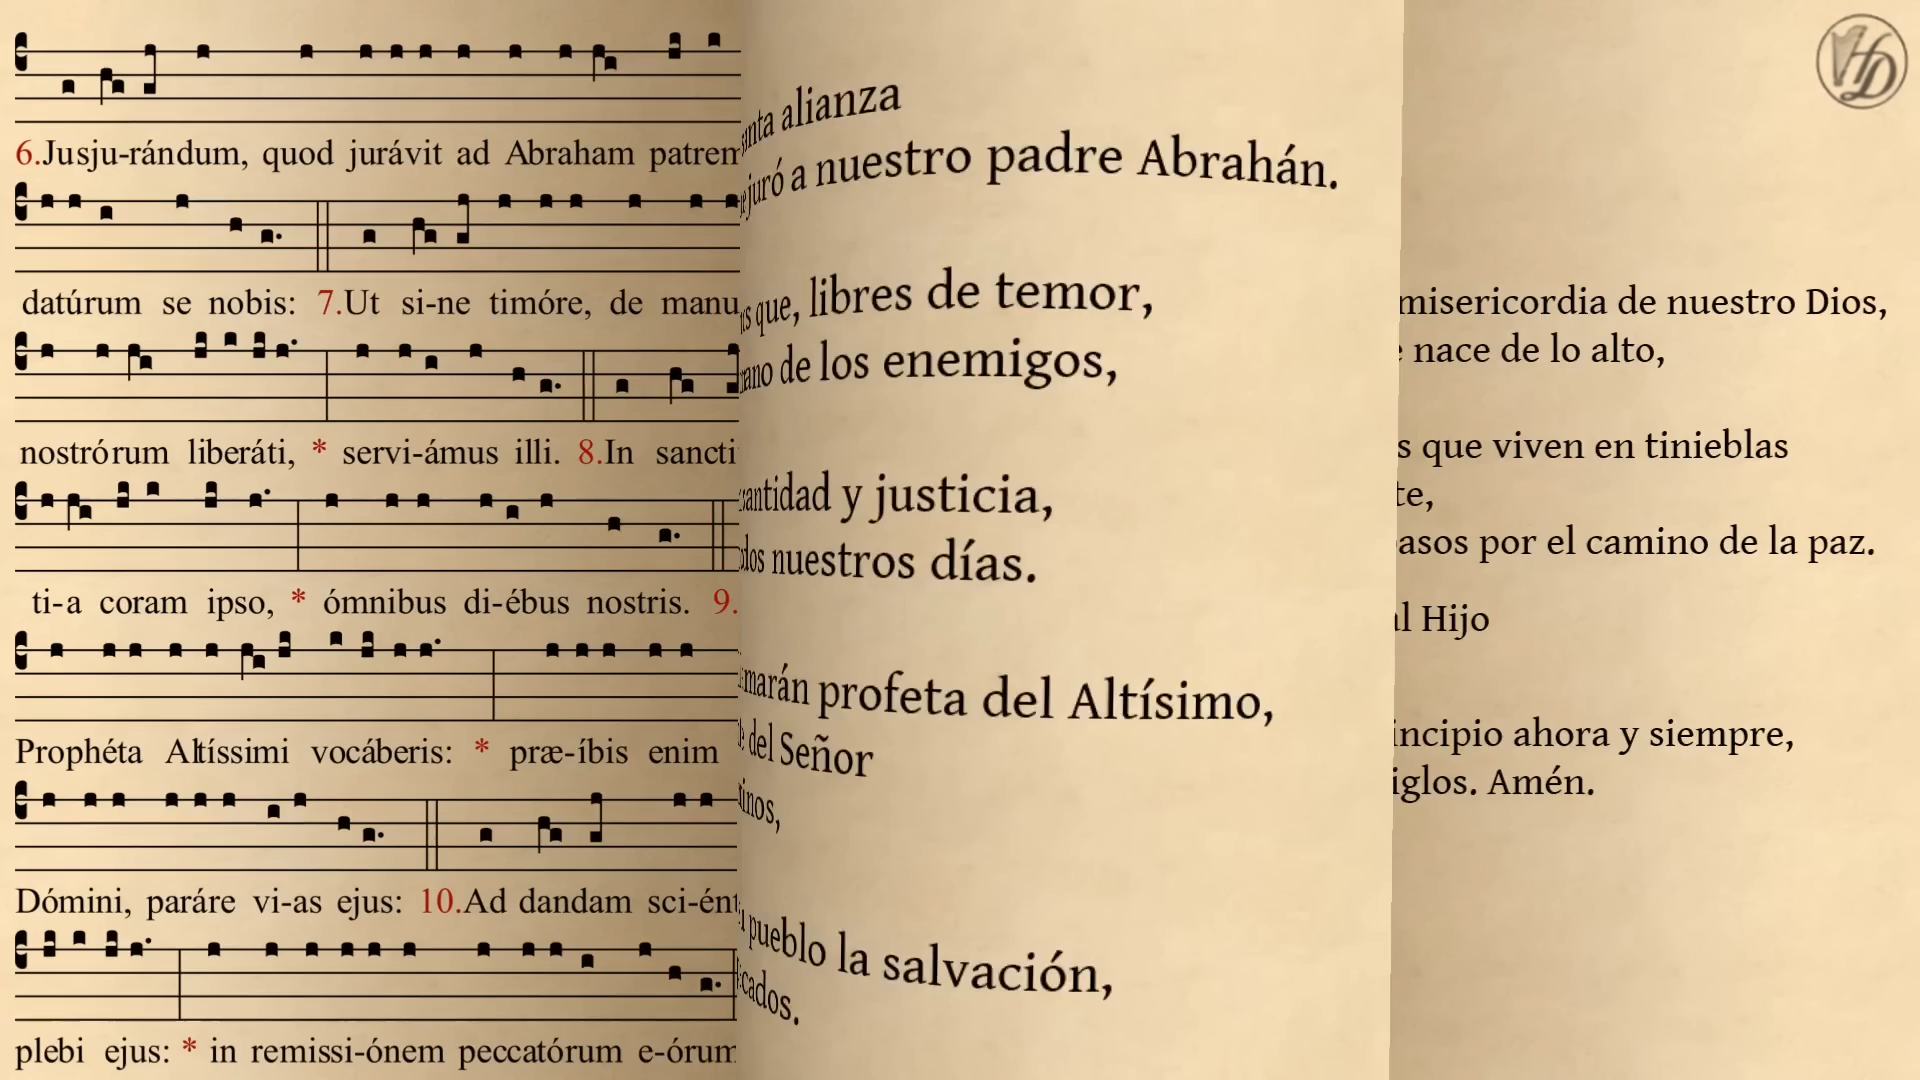 6.Jusju-rándum, quod jurávit ad Abraham patrem
datúrum se nobis: 7.Ut si-ne timóre, de manu
nostrórum liberáti, * servi-ámus illi. 8.In sancti
ti-a coram ipso, * ómnibus di-ébus nostris. 9.
Prophéta Altíssimi vocáberis: * præ-íbis enim
Dómini, paráre vi-as ejus: 10.Ad dandam sci-ént
plebi ejus: * in remissi-ónem peccatórum e-órum
alianza
juró a nuestro padre Abrahán.
que, libres de temor,
de los enemigos,
santidad y justicia,
nuestros días.
profeta del Altísimo,
del Señor
pueblo la salvación,
misericordia de nuestro Dios,
nace de lo alto,
que viven en tinieblas
por el camino de la paz.
al Hijo
ahora y siempre,
Amén.
HD